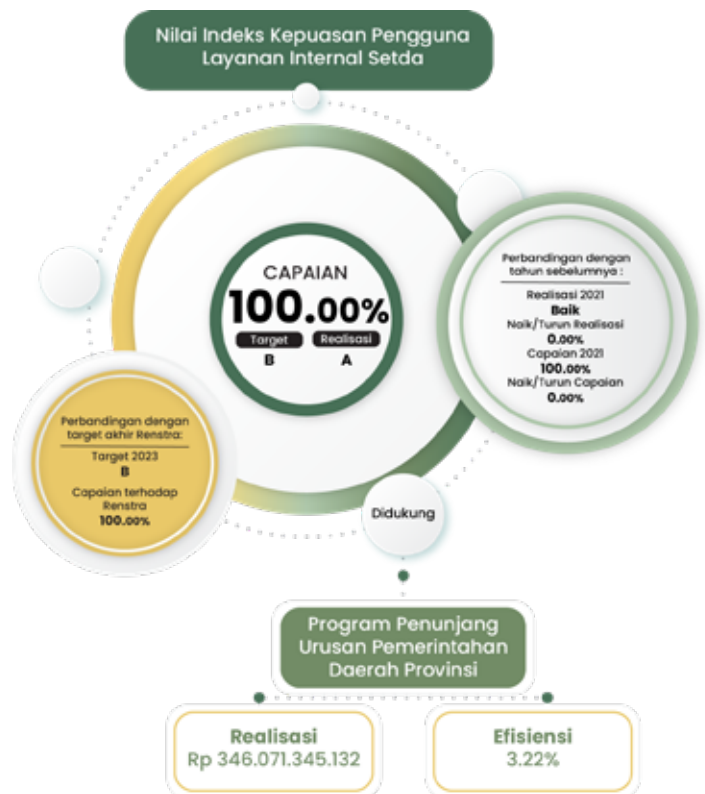 Nilai Indeks Kepuasan Pengguna
Layanan Internal Setda
CAPAIAN
100.00%
Target
Realisasi
B
A
Perbandingan dengan
tahun sebelumnya :
Realisasi 2021
Baik
Naik/Turun Realisasi
0.00%
Capaian 2021
100.00%
Naik/Turun Capaian
0.00%
Perbandingan dengan
target akhir Renstra:
Target 2023
B
Capaian terhadap
Renstra
100.00%
Didukung
Program Penunjang
Urusan Pemerintahan
Daerah Provinsi
Realisasi
Rp 346.071.345.132
Efisiensi
3.22%